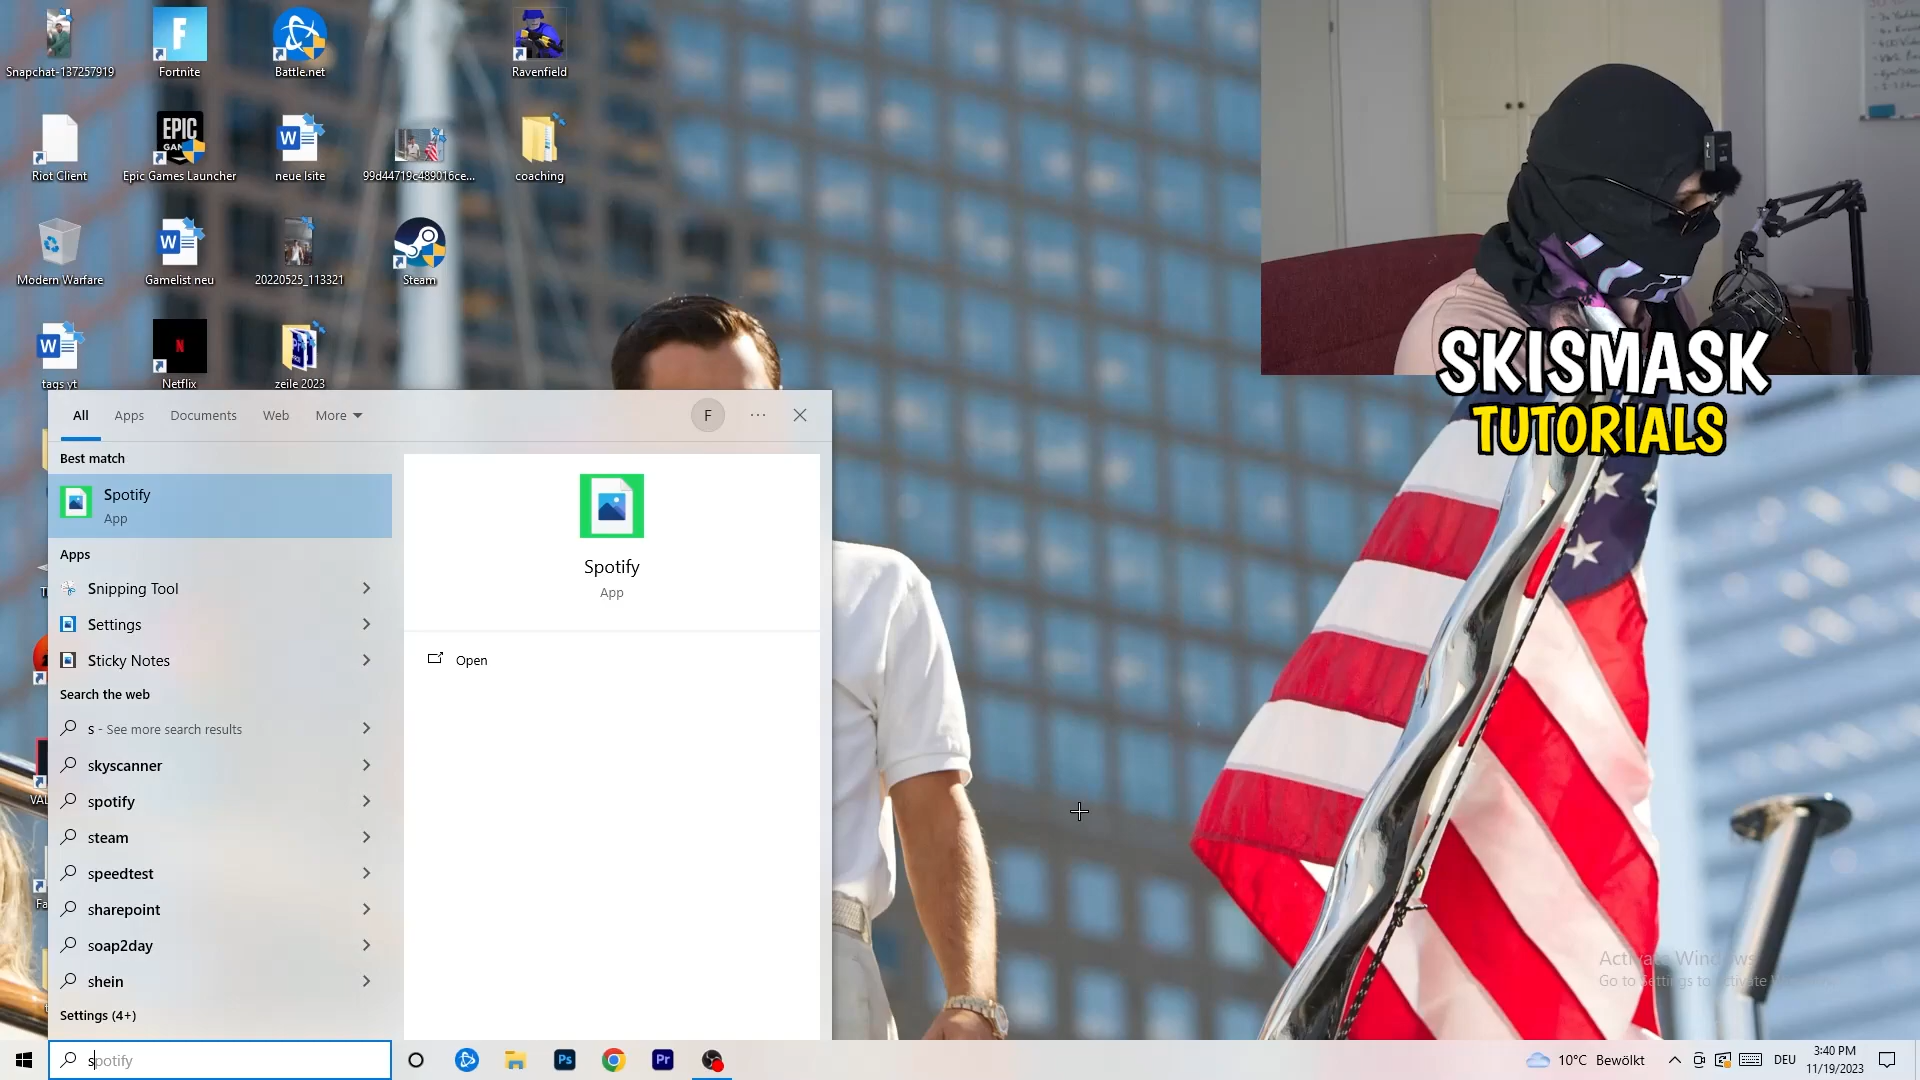 Snapchat-137257919
Fortnite
Battle.net
Ravenfield
Riot Client
EPIC
Epic Games Launcher
neue lsite
99d44719c489016ce...
coaching
Modern Warfare
Gamelist neu
20220525_113321
Steam
tags yt
Netflix
zeile 2023
SKISMASK
TUTORIALS
All
Apps
Documents
Web
More
F
Best match
Spotify
App
Apps
Snipping Tool
Settings
Sticky Notes
Search the web
s - See more search results
skyscanner
spotify
steam
speedtest
sharepoint
soap2day
shein
Settings (4+)
Spotify
App
Open
Activate Windows
Go to Settings to activate
spotify
Ps
Pr
10°C Bewölkt
DEU
3:40 PM
11/19/2023